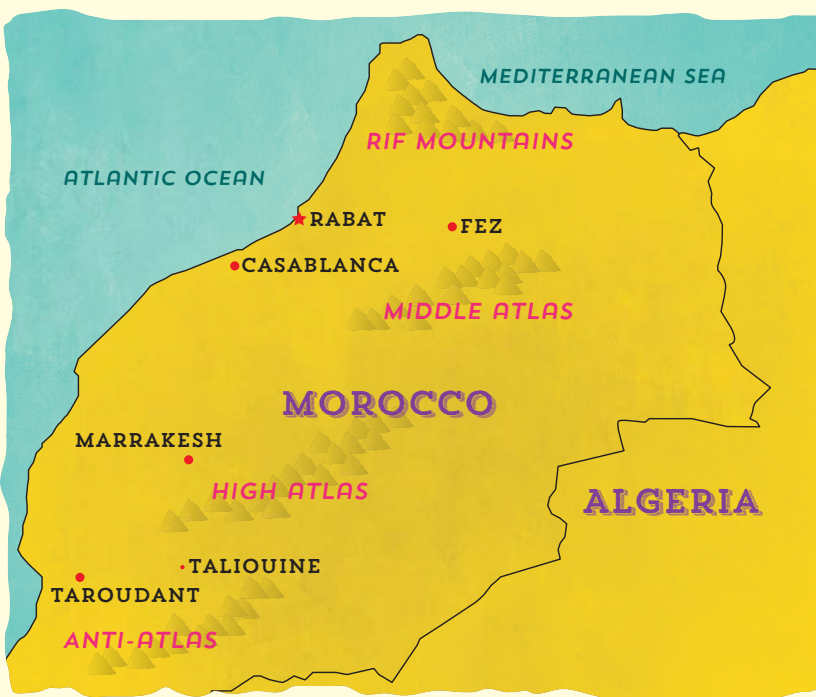 MEDITERRANEAN SEA
RIF MOUNTAINS
ATLANTIC OCEAN
RABAT
FEZ
CASABLANCA
MIDDLE ATLAS
MOROCCO
MARRAKESH
HIGH ATLAS
ALGERIA
TALIOUINE
TAROUDANT
ANTI-ATLAS